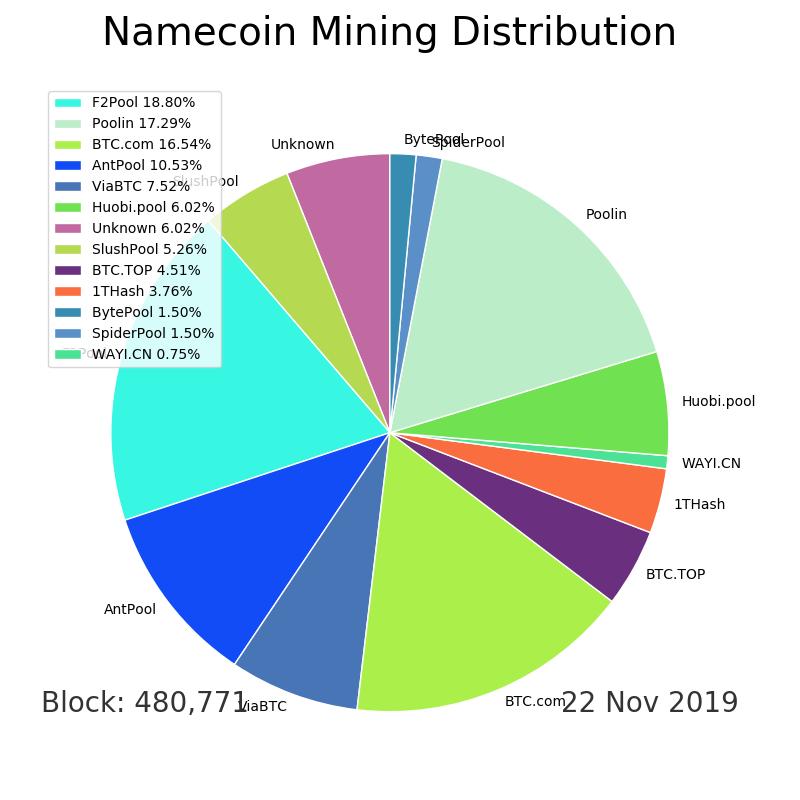 Namecoin Mining Distribution
F2Pool 18.80%
Poolin 17.29%
BTC.com 16.54%
AntPool 10.53%
ViaBTC 7.52%
Huobi.pool 6.02%
Unknown 6.02%
SlushPool 5.26%
BTC.TOP 4.51%
1THash 3.76%
BytePool 1.50%
SpiderPool 1.50%
WAYI.CN 0.75%
BytePool
SpiderPool
Unknown
SlushPool
Poolin
F2Pool
Huobi.pool
WAYI.CN
1THash
BTC.TOP
AntPool
ViaBTC
BTC.com
Block: 480,771
22 Nov 2019